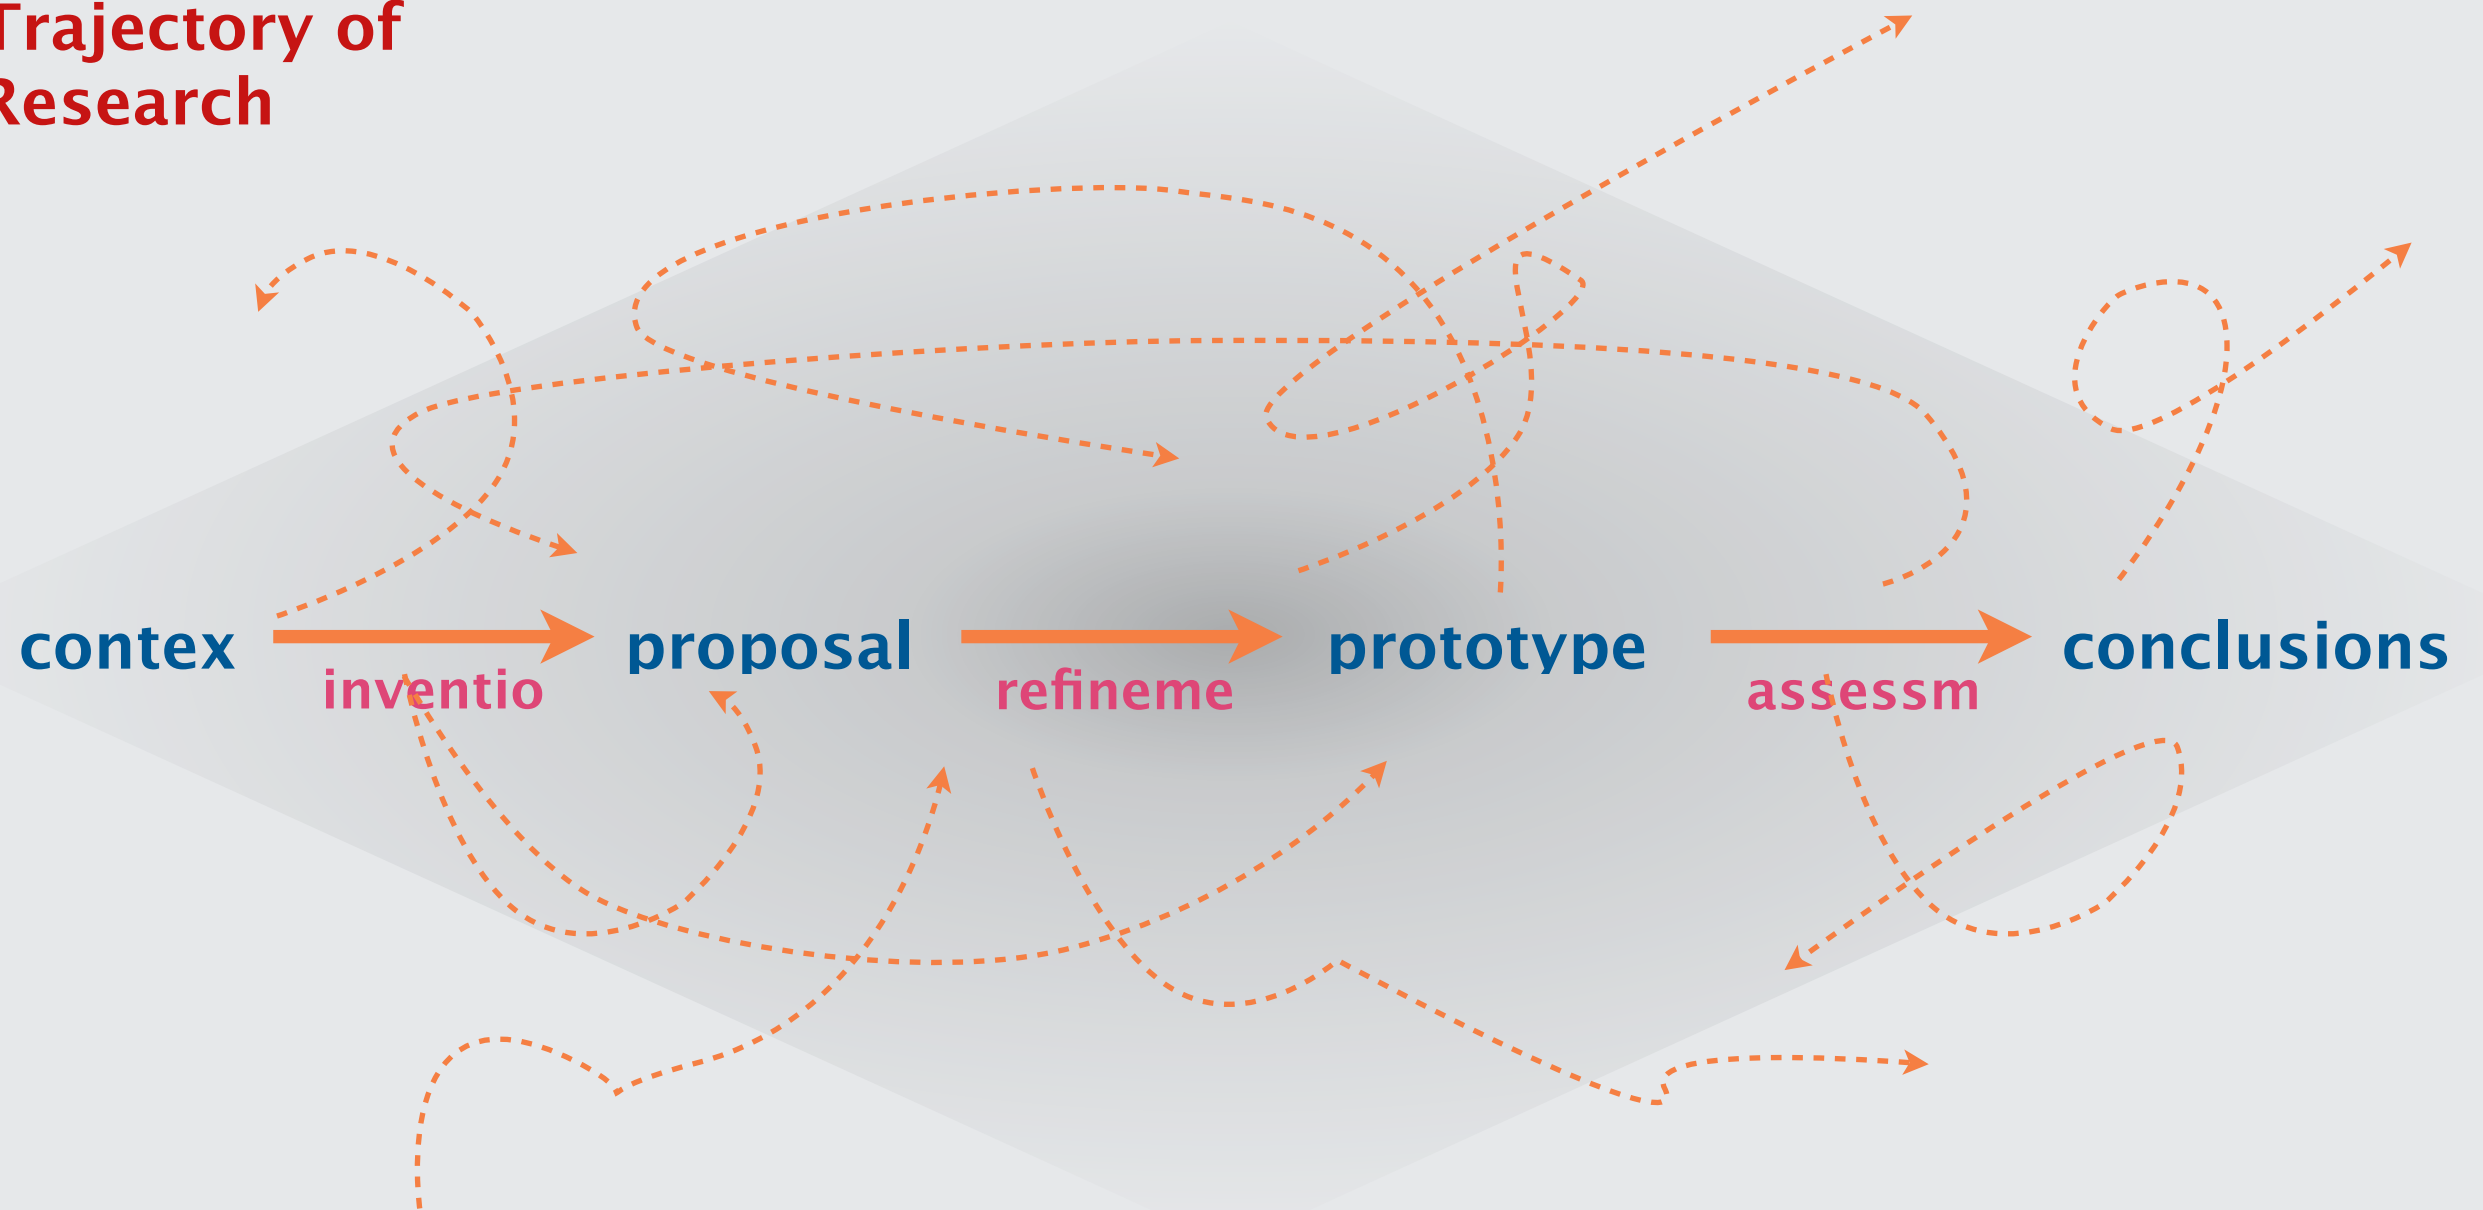 Trajectory of
Research
contex proposal prototype conclusions
inventio refineme assessm